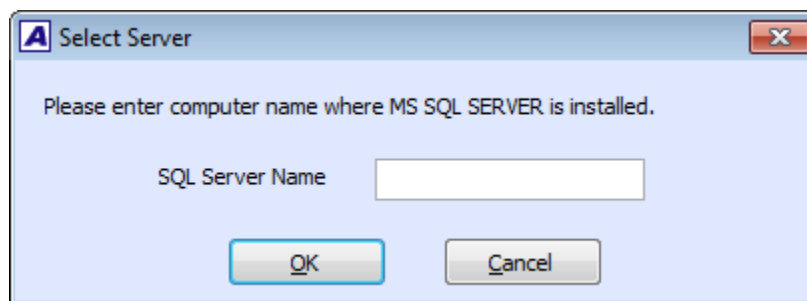 A Select Server
Please enter computer name where MS SQL SERVER is installed.
SQL Server Name
OK Cancel